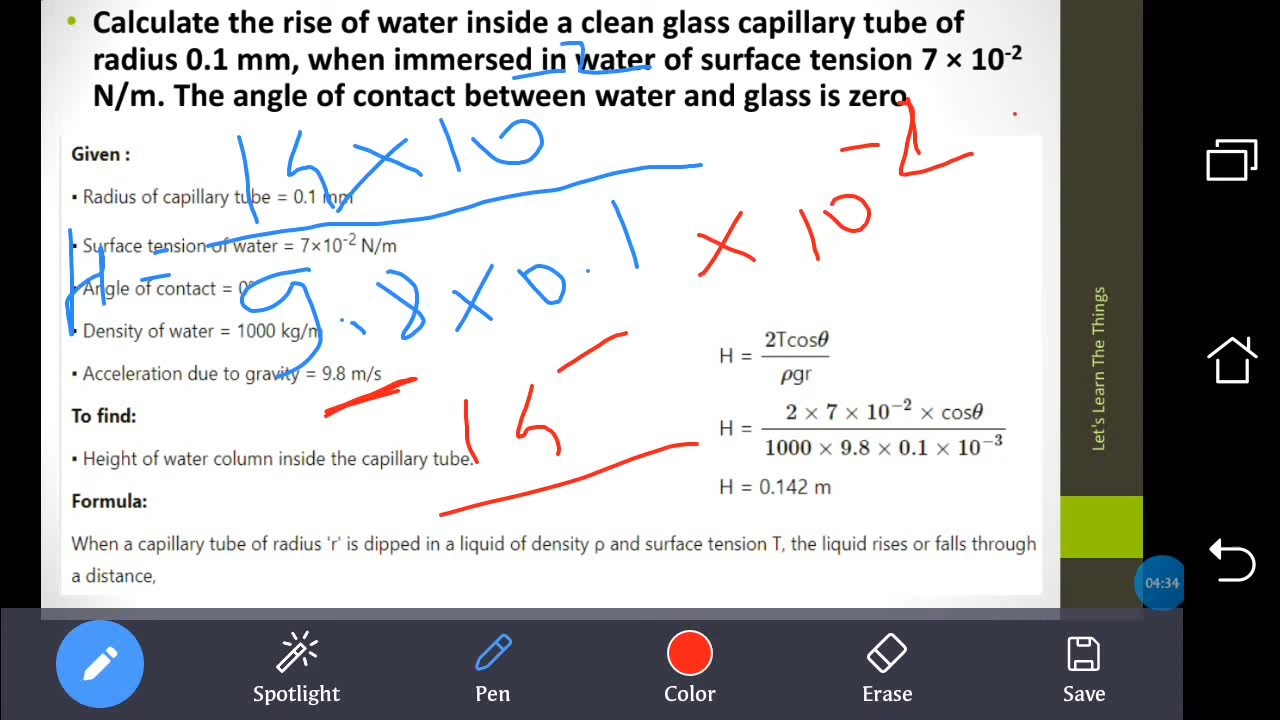 • Calculate the rise of water inside a clean glass capillary tube of
radius 0.1 mm, when immersed in water of surface tension 7 × 10⁻²
N/m. The angle of contact between water and glass is zero
Given :
▪ Radius of capillary tube = 0.1 mm
▪ Surface tension of water = 7×10⁻² N/m
▪ Angle of contact = 0°
▪ Density of water = 1000 kg/m
▪ Acceleration due to gravity = 9.8 m/s
To find:
▪ Height of water column inside the capillary tube.
Formula:
When a capillary tube of radius 'r' is dipped in a liquid of density ρ and surface tension T, the liquid rises or falls through
a distance,
H = 2Tcosθ / ρgr
H = 2 × 7 × 10⁻² × cosθ / 1000 × 9.8 × 0.1 × 10⁻³
H = 0.142 m
× 10
H =
9.8 × 0.1
× 10
Let's Learn The Things
04:34
Spotlight
Pen
Color
Erase
Save